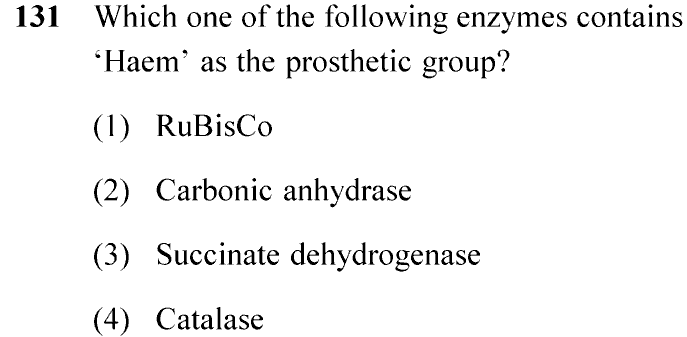 131 Which one of the following enzymes contains
‘Haem’ as the prosthetic group?
(1) RuBisCo
(2) Carbonic anhydrase
(3) Succinate dehydrogenase
(4) Catalase